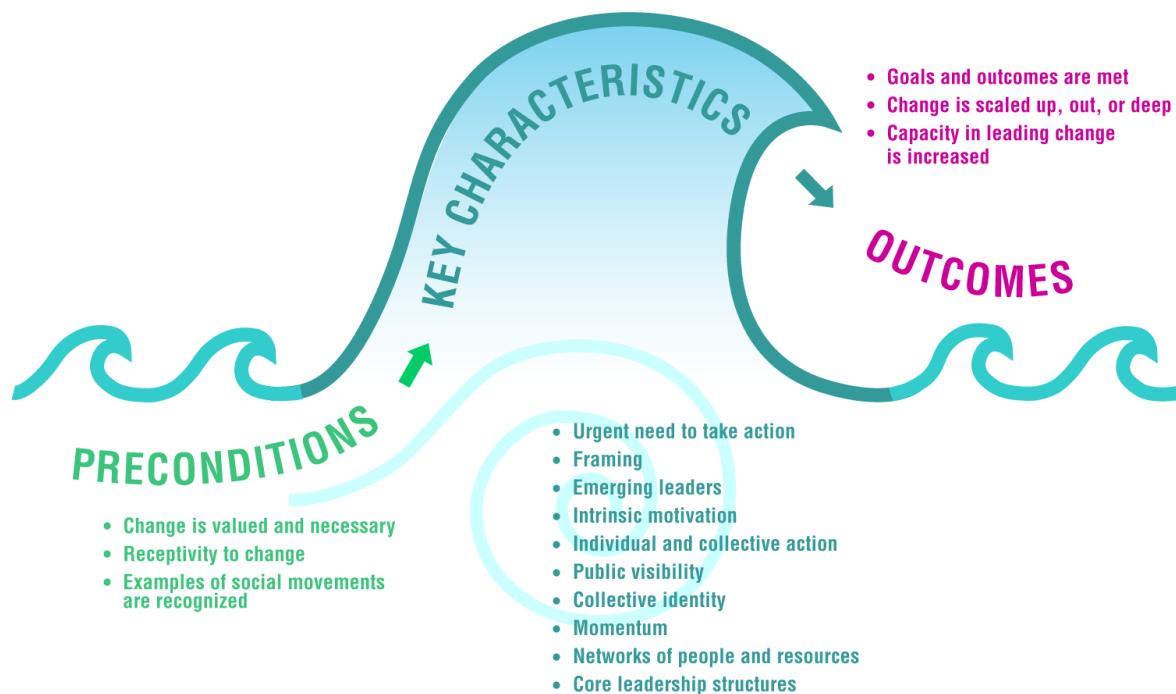 KEY CHARACTERISTICS
• Goals and outcomes are met
• Change is scaled up, out, or deep
• Capacity in leading change
is increased
OUTCOMES
PRECONDITIONS
• Change is valued and necessary
• Receptivity to change
• Examples of social movements
are recognized
• Urgent need to take action
• Framing
• Emerging leaders
• Intrinsic motivation
• Individual and collective action
• Public visibility
• Collective identity
• Momentum
• Networks of people and resources
• Core leadership structures